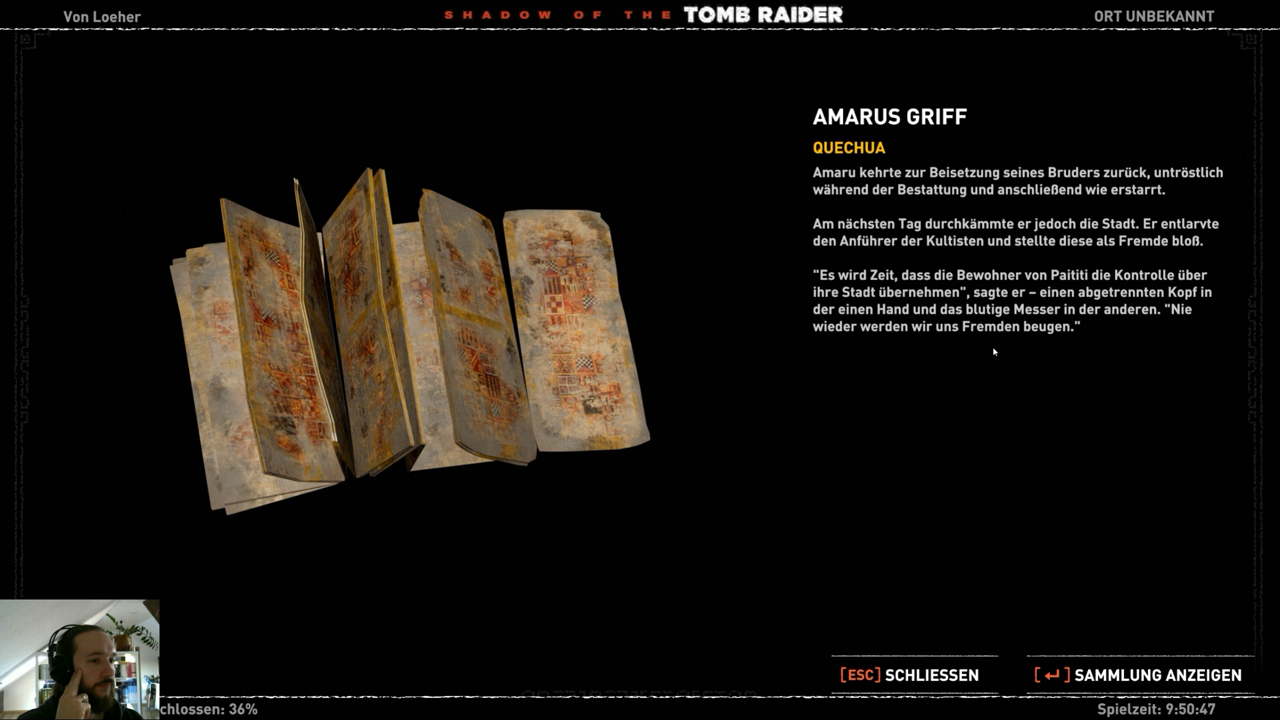 Von Loeher
SHADOW OF THE TOMB RAIDER
ORT UNBEKANNT
AMARUS GRIFF
QUECHUA
Amaru kehrte zur Beisetzung seines Bruders zurück, untröstlich
während der Bestattung und anschließend wie erstarrt.
Am nächsten Tag durchkämmte er jedoch die Stadt. Er entlarvte
den Anführer der Kultisten und stellte diese als Fremde bloß.
"Es wird Zeit, dass die Bewohner von Paititi die Kontrolle über
ihre Stadt übernehmen", sagte er – einen abgetrennten Kopf in
der einen Hand und das blutige Messer in der anderen. "Nie
wieder werden wir uns Fremden beugen."
[ESC] SCHLIESSEN
[↵] SAMMLUNG ANZEIGEN
chlossen: 36%
Spielzeit: 9:50:47